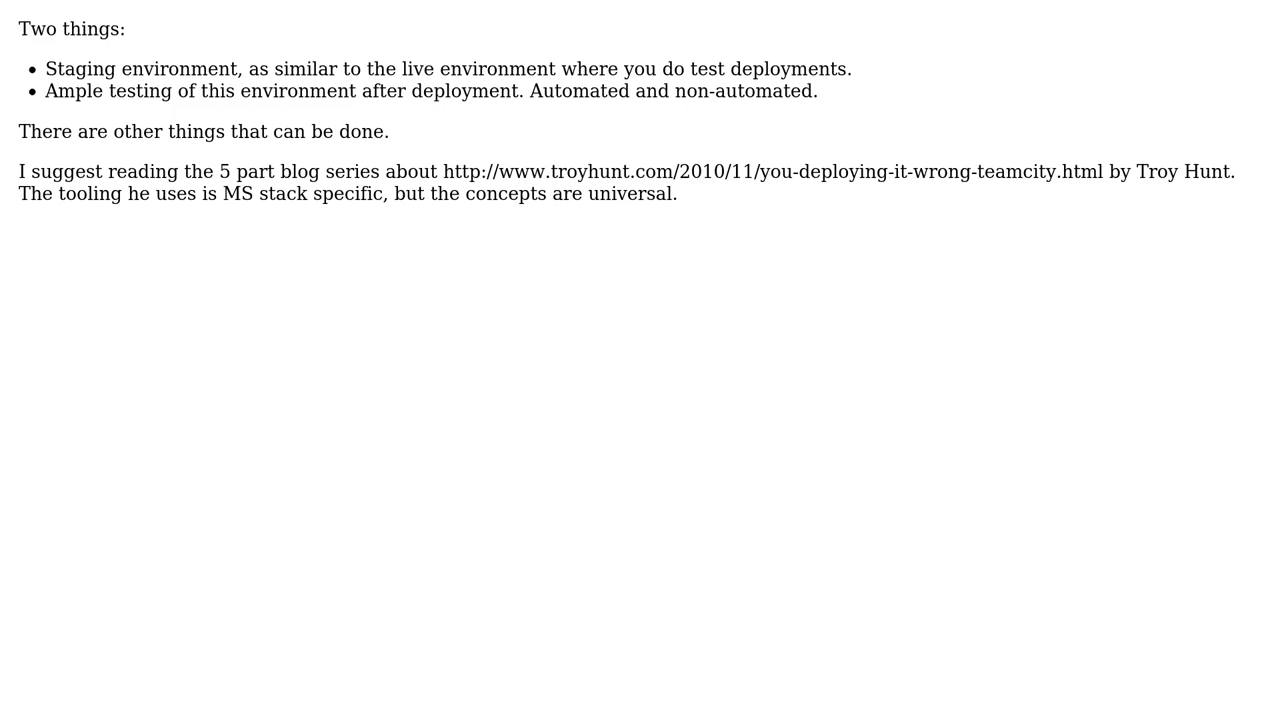 Two things:
• Staging environment, as similar to the live environment where you do test deployments.
• Ample testing of this environment after deployment. Automated and non-automated.
There are other things that can be done.
I suggest reading the 5 part blog series about http://www.troyhunt.com/2010/11/you-deploying-it-wrong-teamcity.html by Troy Hunt.
The tooling he uses is MS stack specific, but the concepts are universal.